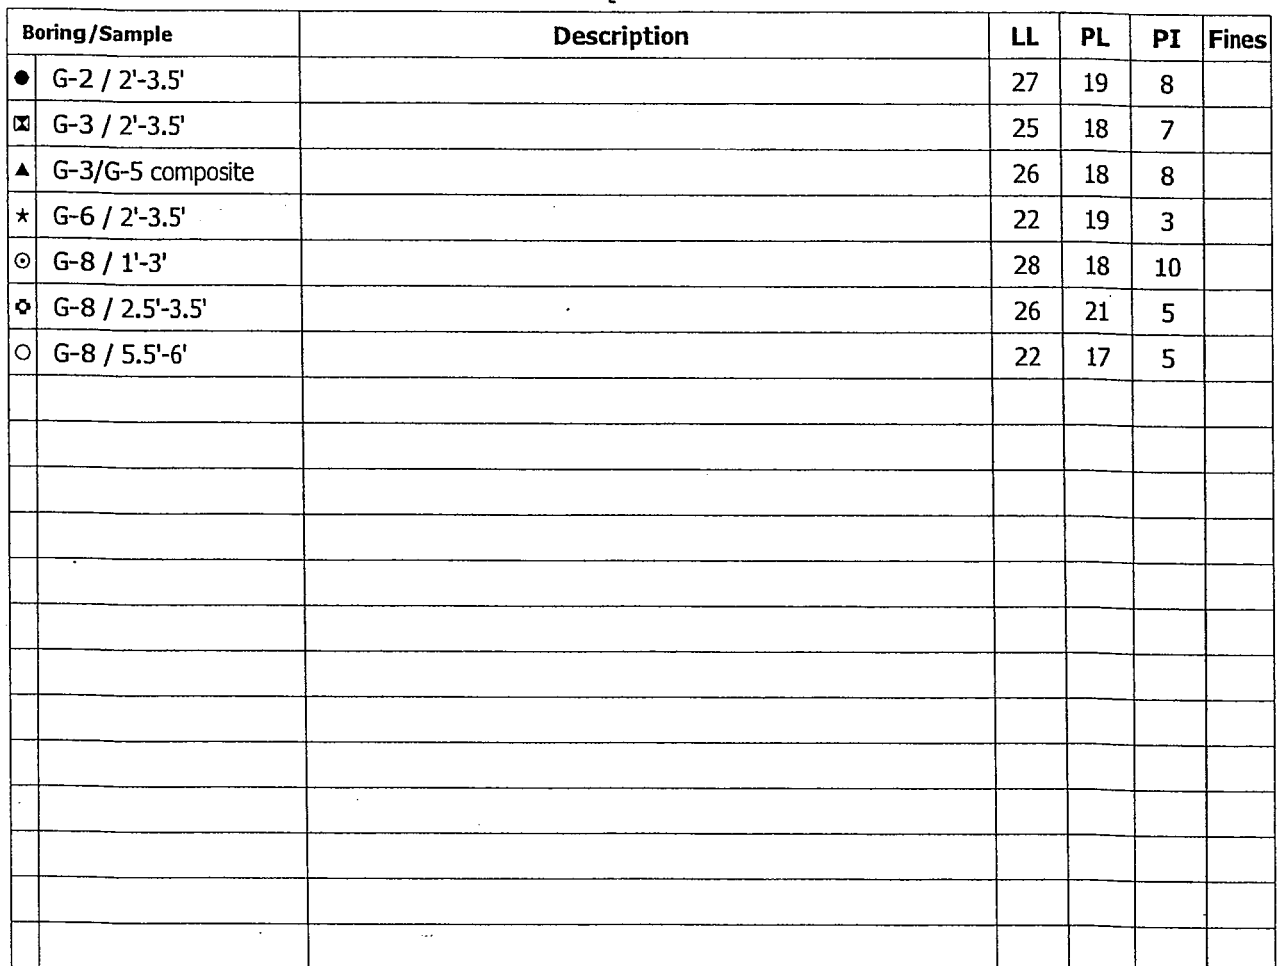 Boring/Sample Description LL PL PI Fines
● G-2 / 2'-3.5' 27 19 8
G-3 / 2'-3.5' 25 18 7
▲ G-3/G-5 composite 26 18 8
★ G-6 / 2'-3.5' 22 19 3
⊙ G-8 / 1'-3' 28 18 10
G-8 / 2.5'-3.5' 26 21 5
○ G-8 / 5.5'-6' 22 17 5